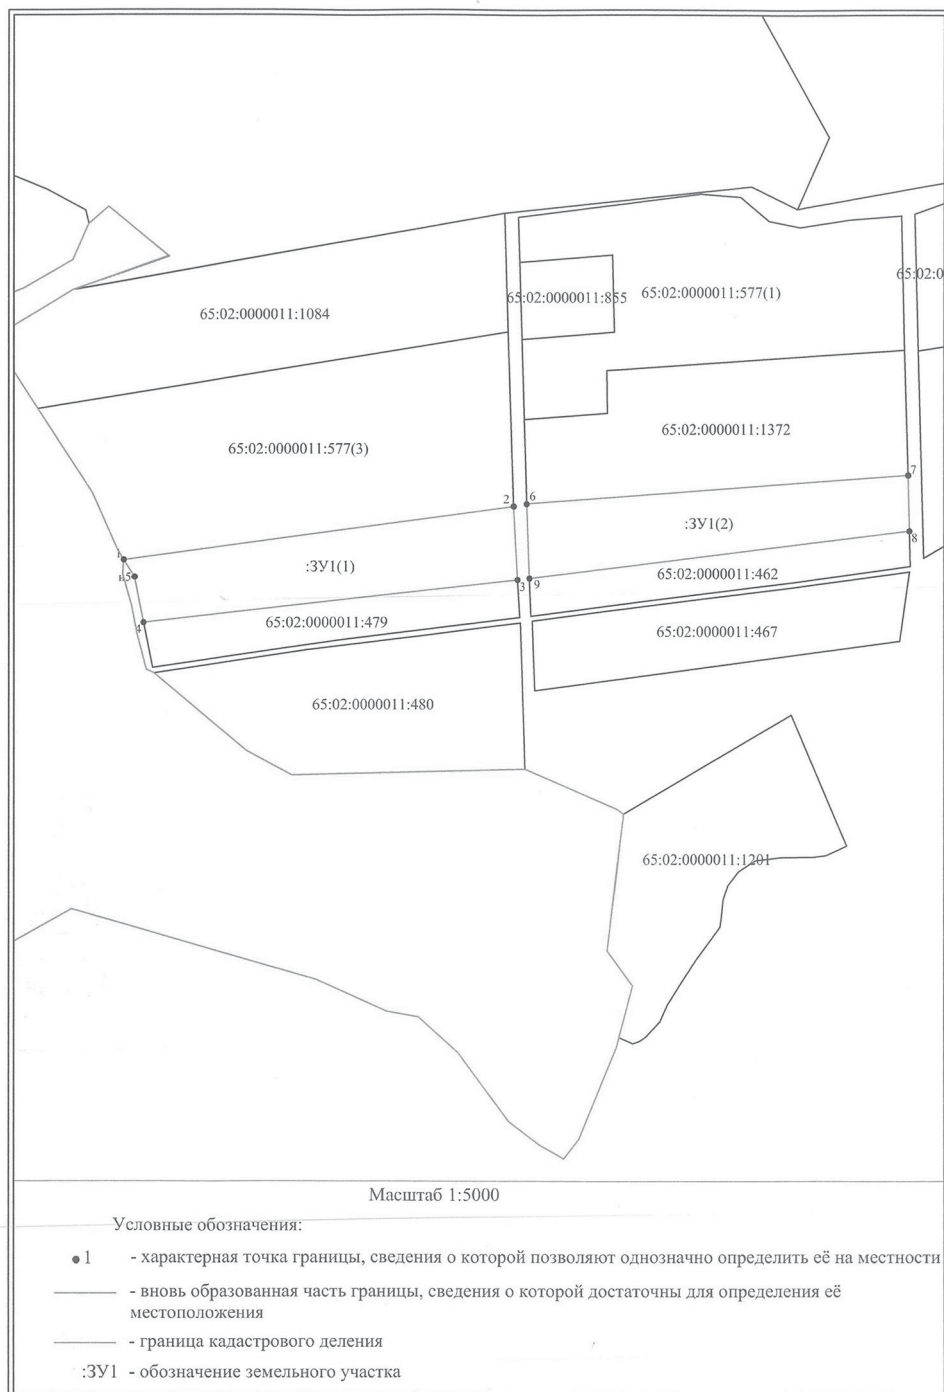 65:02:0000011:1084
65:02:0000011:855
65:02:0000011:577(1)
65:02:0
65:02:0000011:577(3)
65:02:0000011:1372
2
6
7
:ЗУ1(1)
:ЗУ1(2)
8
1
н5
3
9
4
65:02:0000011:479
65:02:0000011:462
65:02:0000011:467
65:02:0000011:480
65:02:0000011:1201
Масштаб 1:5000
Условные обозначения:
1 - характерная точка границы, сведения о которой позволяют однозначно определить её на местности
- вновь образованная часть границы, сведения о которой достаточны для определения её
местоположения
- граница кадастрового деления
:ЗУ1 - обозначение земельного участка